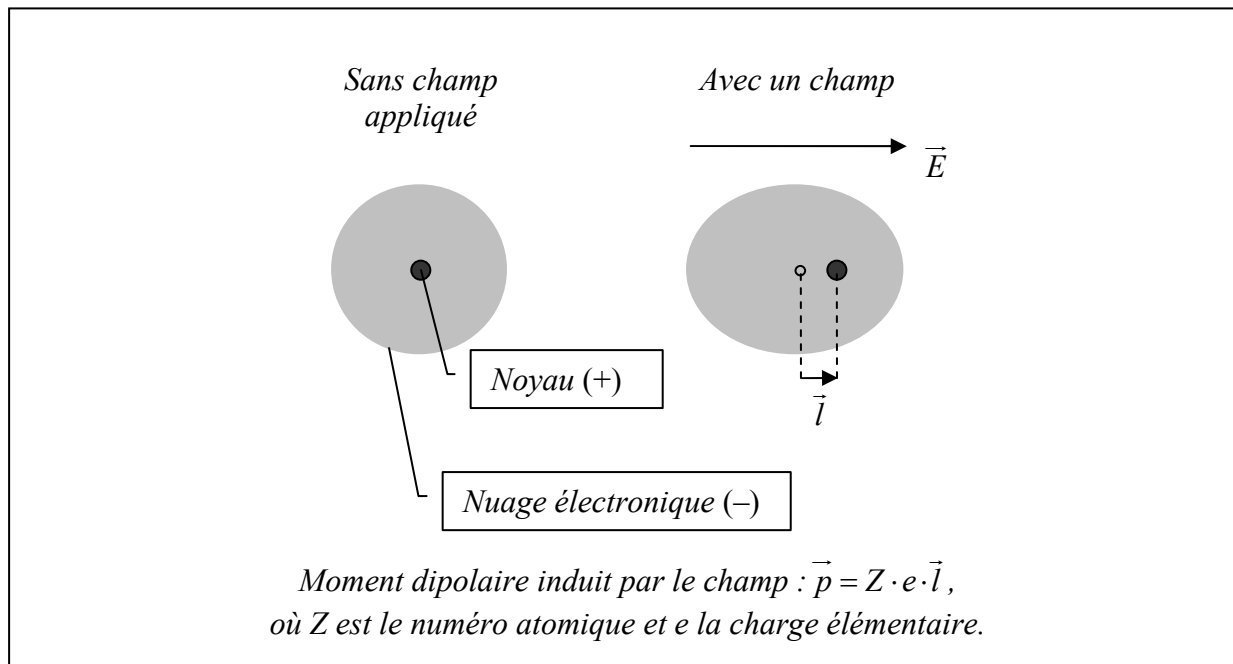 Sans champ
appliqué
Avec un champ
E
Noyau (+)
l
Nuage électronique (–)
Moment dipolaire induit par le champ : p = Z · e · l ,
où Z est le numéro atomique et e la charge élémentaire.